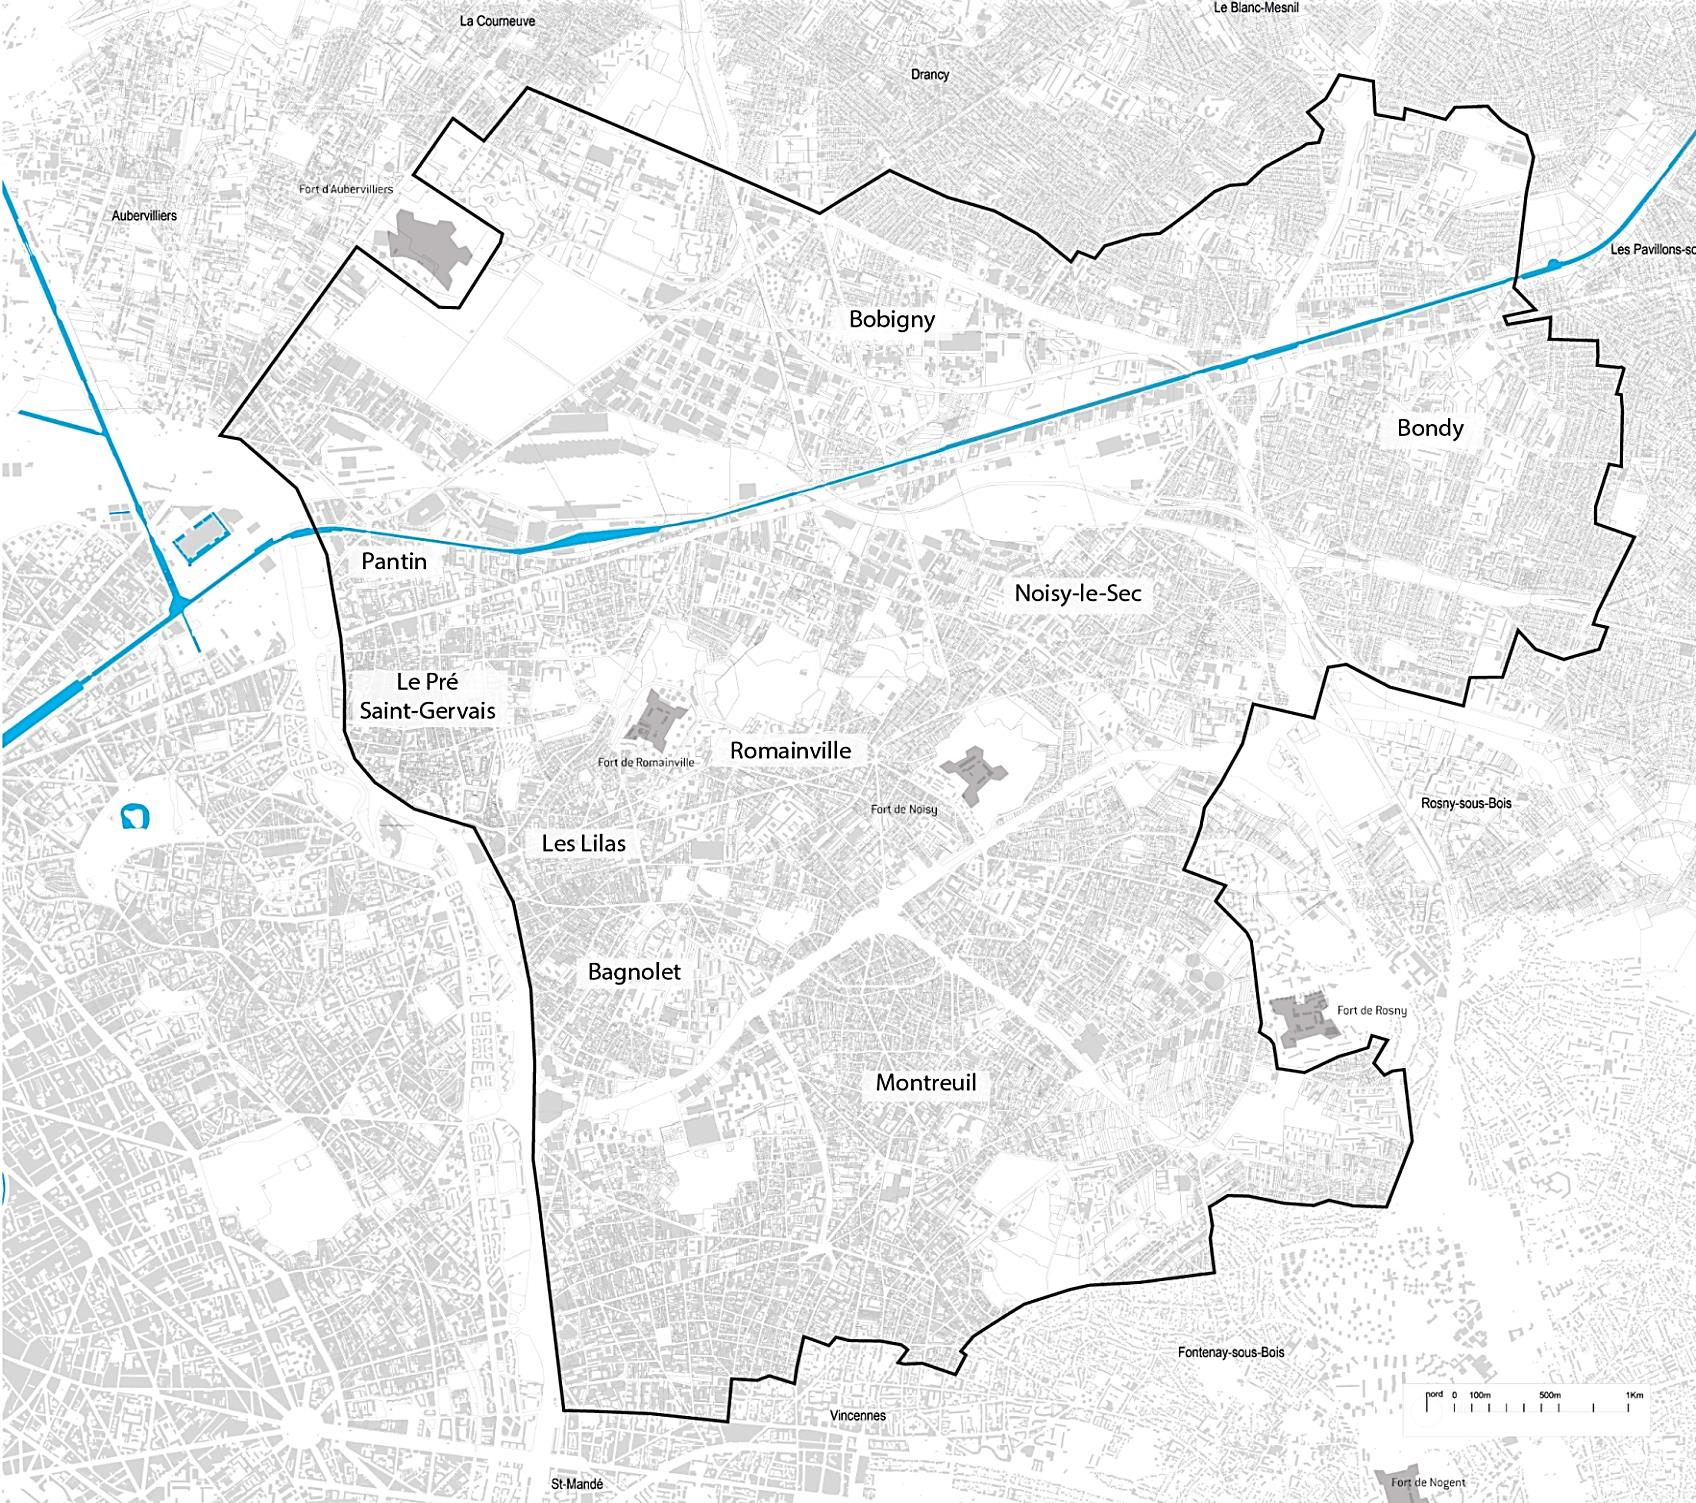 Le Blanc-Mesnil
La Courneuve
Drancy
Fort d'Aubervilliers
Aubervilliers
Les Pavillons-so
Bobigny
Bondy
Pantin
Noisy-le-Sec
Le Pré
Saint-Gervais
Romainville
Fort de Romainville
Rosny-sous-Bois
Fort de Noisy
Les Lilas
Bagnolet
Fort de Rosny
Montreuil
Fontenay-sous-Bois
nord 0 100m 500m 1Km
Vincennes
Fort de Nogent
St-Mandé